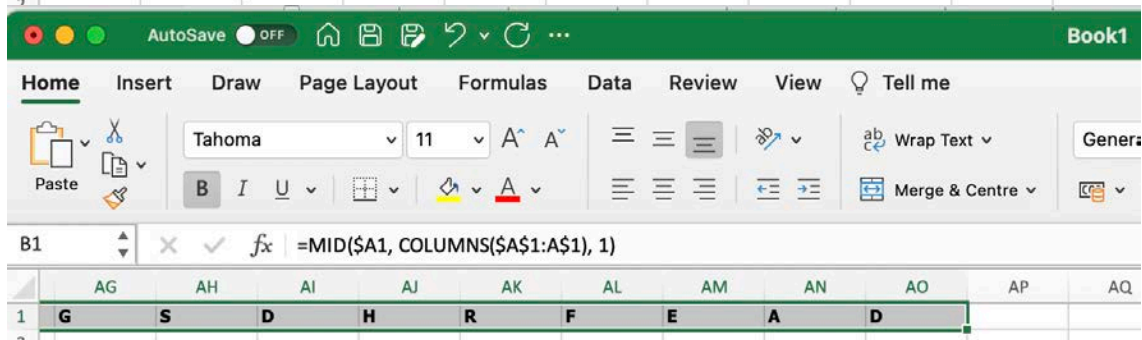 AutoSave OFF ... Book1
Home Insert Draw Page Layout Formulas Data Review View Tell me
Tahoma 11 A^ A˅ ab Wrap Text
Paste B I U A Merge & Centre
B1 fx =MID($A1, COLUMNS($A$1:A$1), 1)
AG AH AI AJ AK AL AM AN AO AP AQ
1 G S D H R F E A D